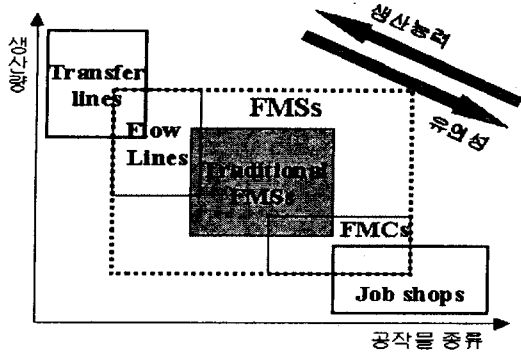 생산량
Transfer
lines
Flow
Lines
FMSs
Traditional
FMSs
FMCs
Job shops
생산능력
유연성
공작물 종류